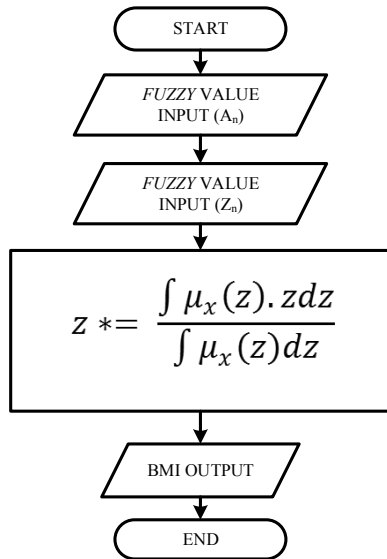 START
FUZZY VALUE
INPUT (Aₙ)
FUZZY VALUE
INPUT (Zₙ)
z *= ∫ μₓ(z). zdz / ∫ μₓ(z)dz
BMI OUTPUT
END